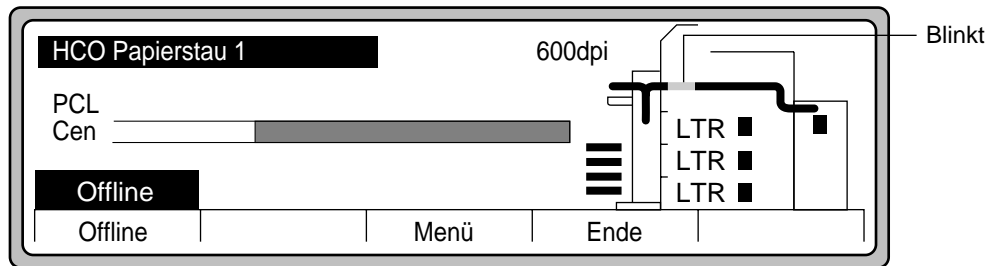 HCO Papierstau 1
600dpi
Blinkt
PCL
Cen
LTR
LTR
LTR
Offline
Offline
Menü
Ende